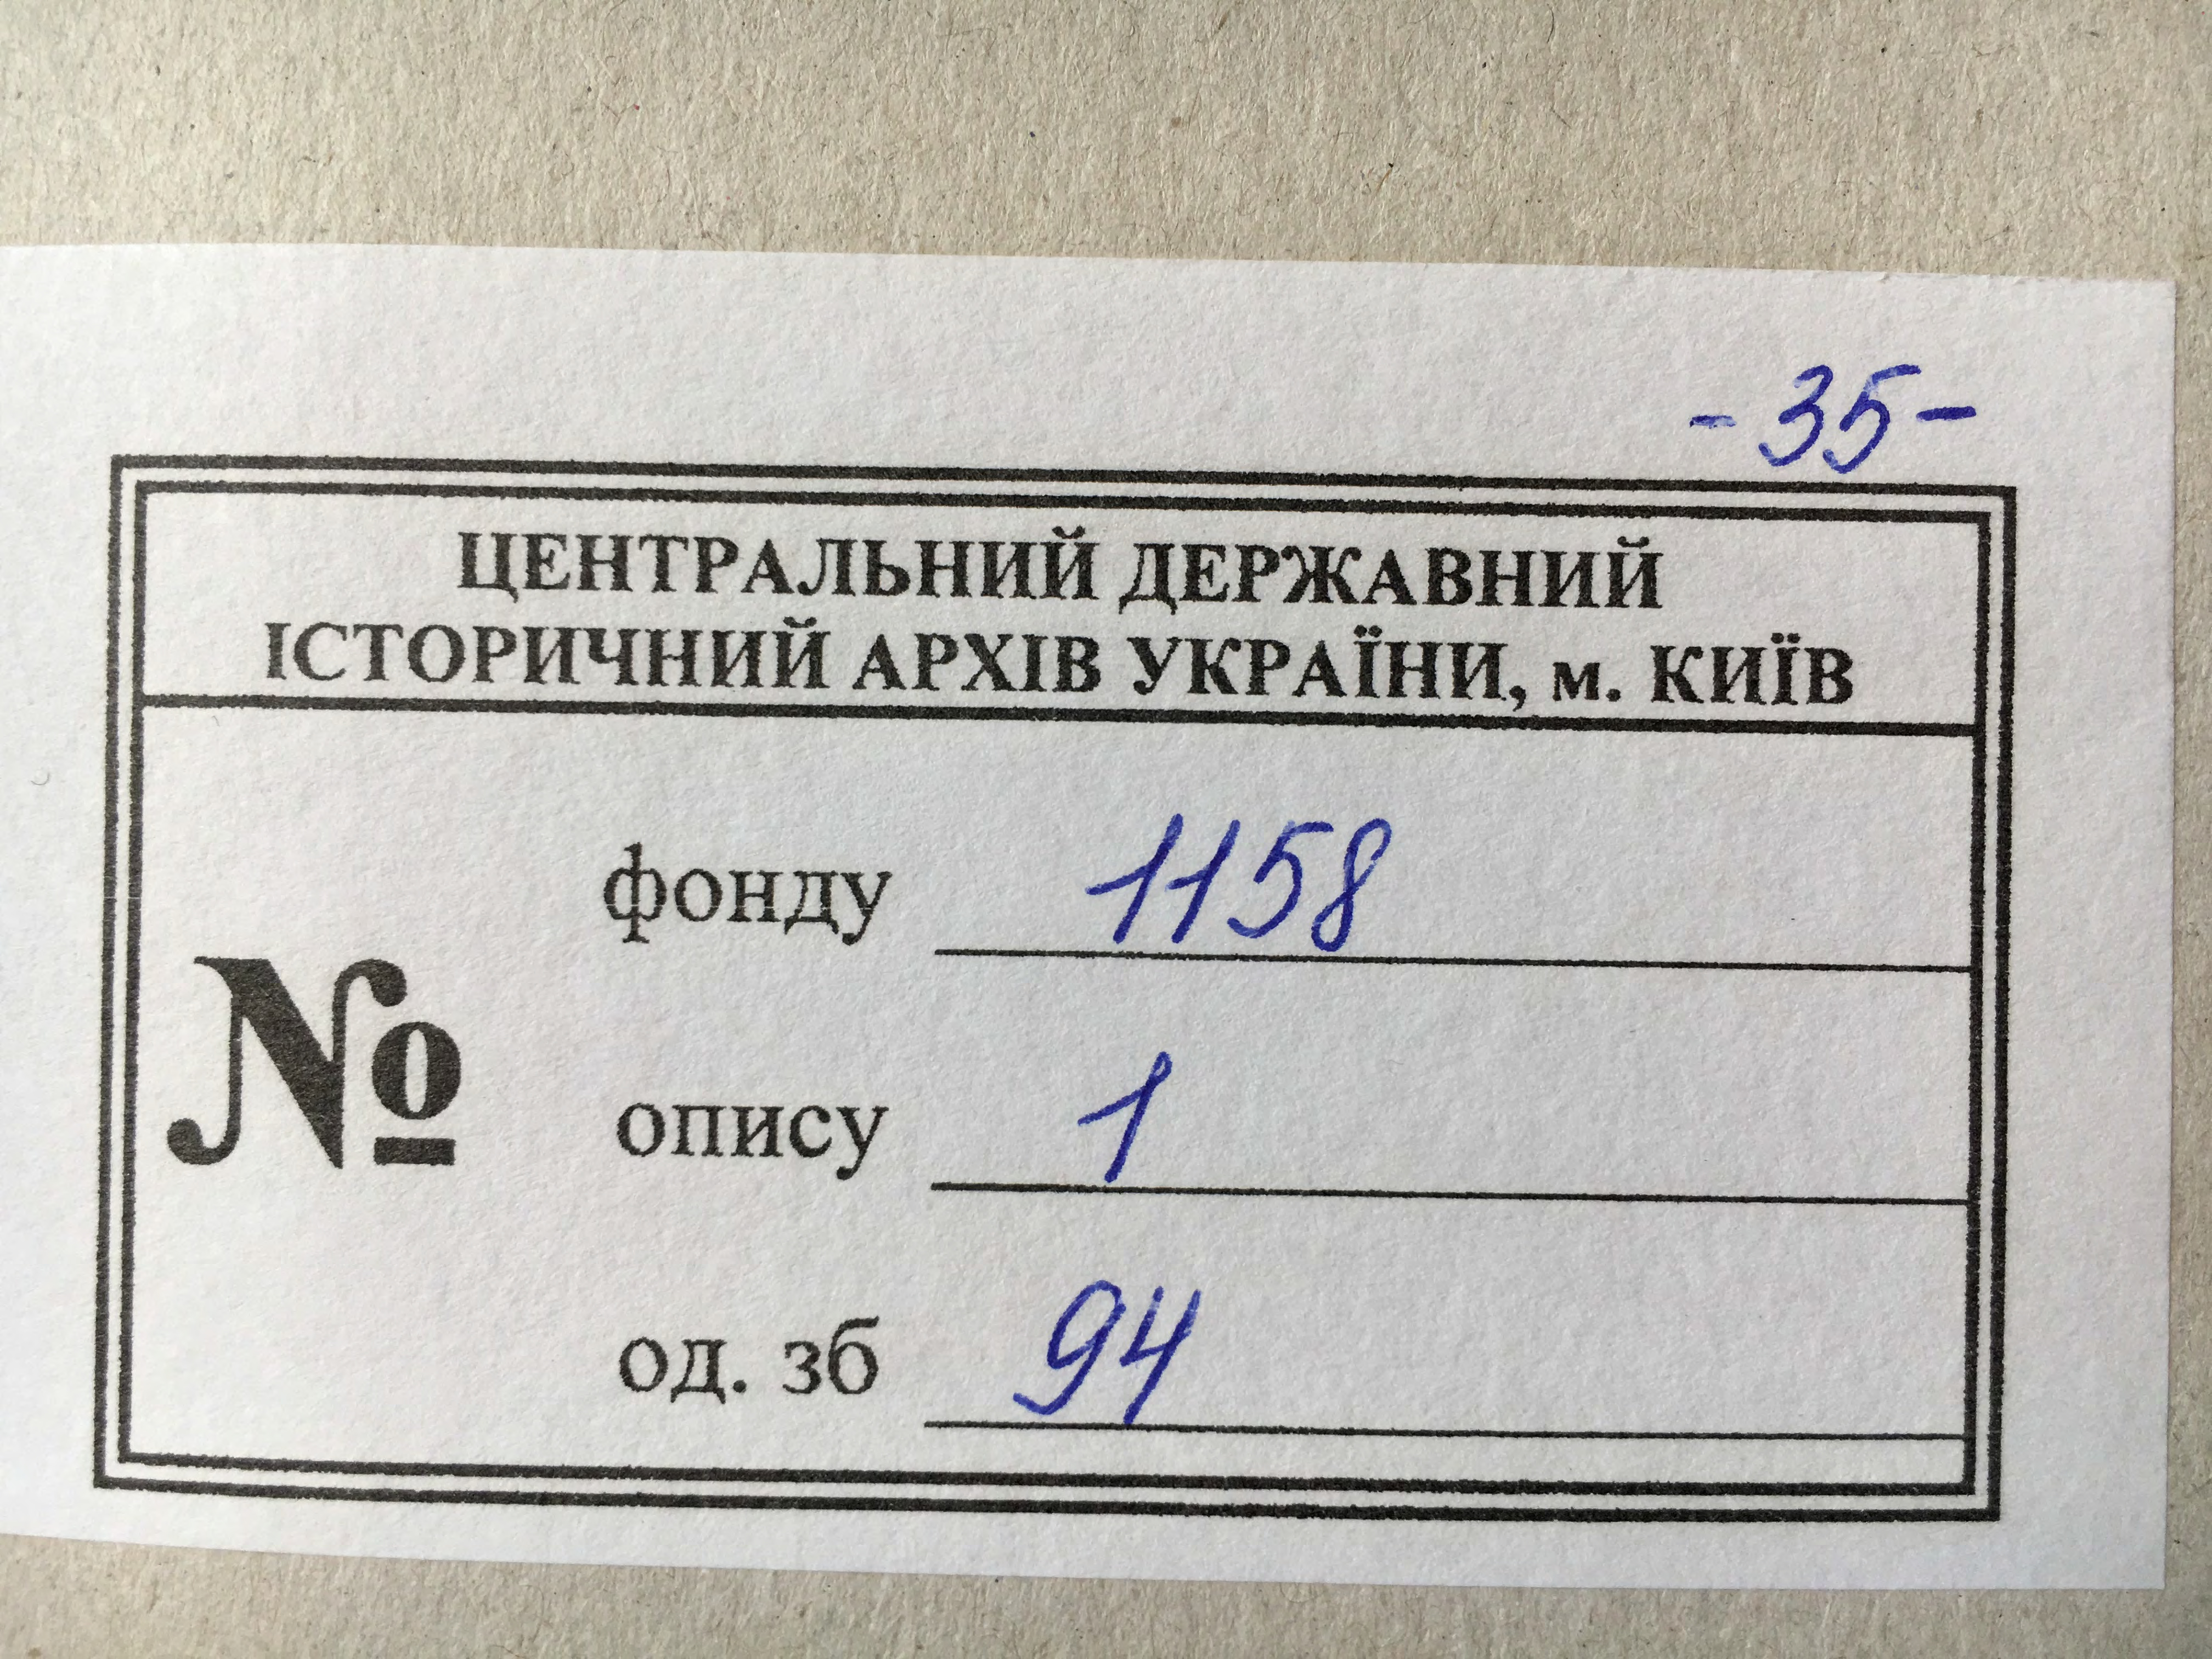 -35-
ЦЕНТРАЛЬНИЙ ДЕРЖАВНИЙ
ІСТОРИЧНИЙ АРХІВ УКРАЇНИ, м. КИЇВ
№
фонду 1158
опису 1
од. зб 94